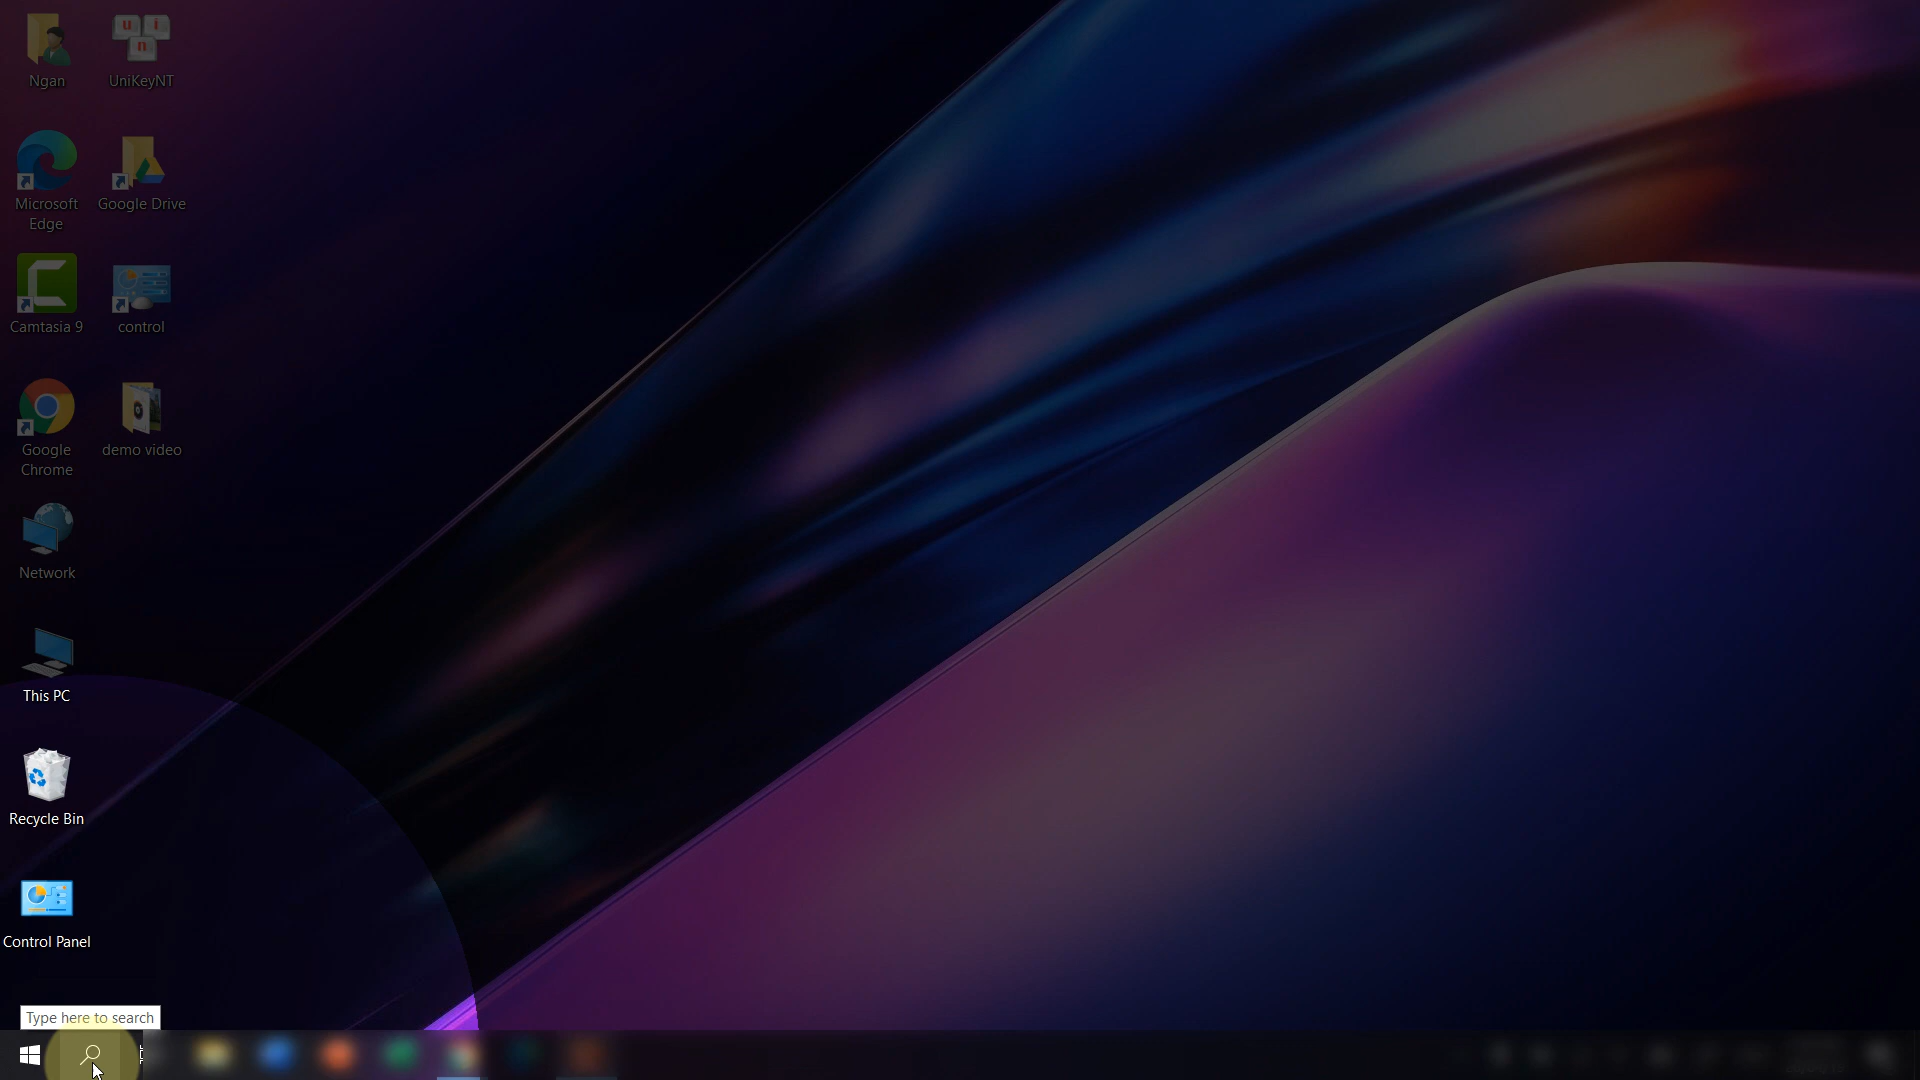 Ngan
UniKeyNT
Microsoft
Edge
Google Drive
Camtasia 9
control
Google
Chrome
demo video
Network
This PC
Recycle Bin
Control Panel
Type here to search